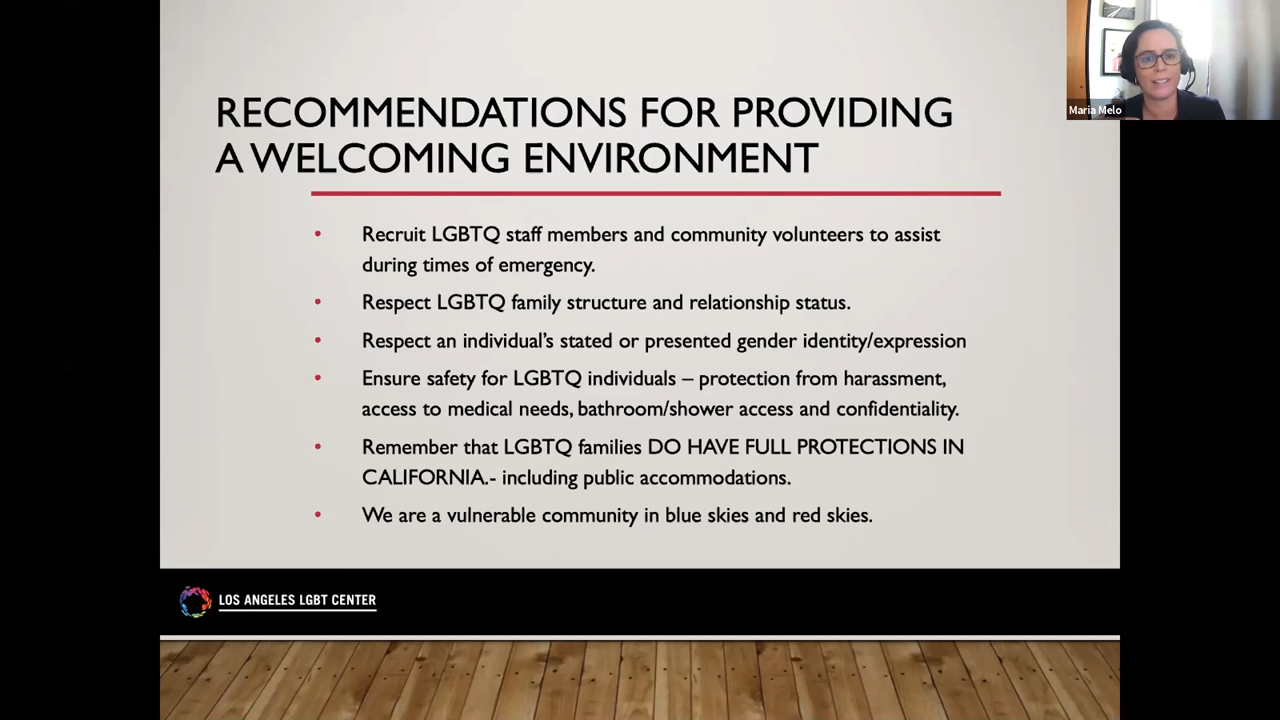 RECOMMENDATIONS FOR PROVIDING
A WELCOMING ENVIRONMENT
Maria Melo
• Recruit LGBTQ staff members and community volunteers to assist
during times of emergency.
• Respect LGBTQ family structure and relationship status.
• Respect an individual’s stated or presented gender identity/expression
• Ensure safety for LGBTQ individuals – protection from harassment,
access to medical needs, bathroom/shower access and confidentiality.
• Remember that LGBTQ families DO HAVE FULL PROTECTIONS IN
CALIFORNIA.- including public accommodations.
• We are a vulnerable community in blue skies and red skies.
LOS ANGELES LGBT CENTER